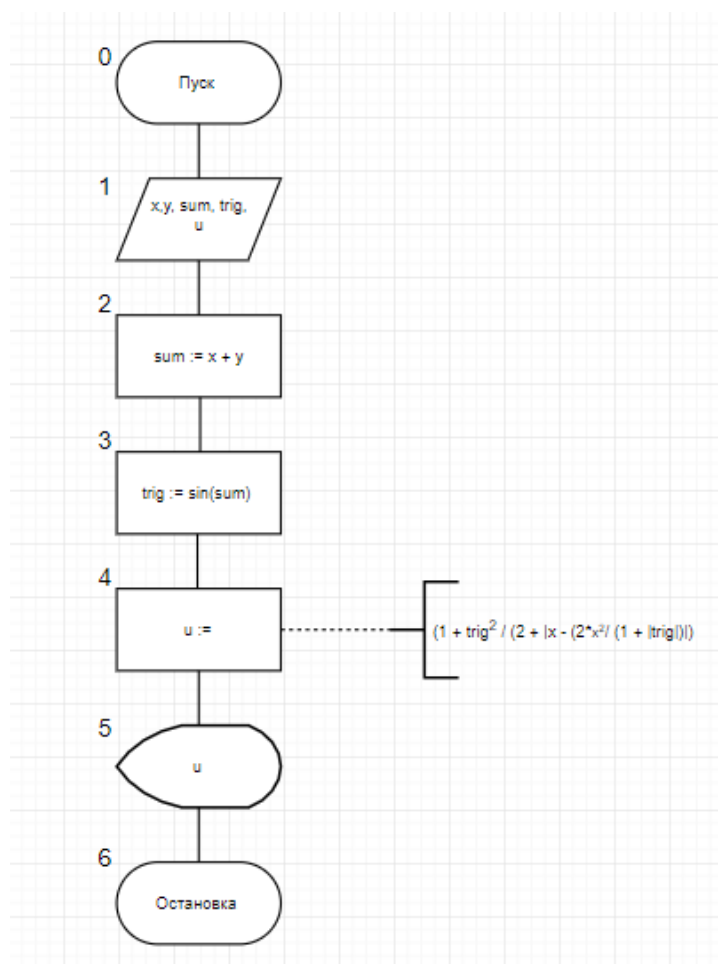 0
Пуск
1
x,y, sum, trig,
u
2
sum := x + y
3
trig := sin(sum)
4
u :=
(1 + trig² / (2 + |x - (2*x²/ (1 + |trig|)|)
5
u
6
Остановка